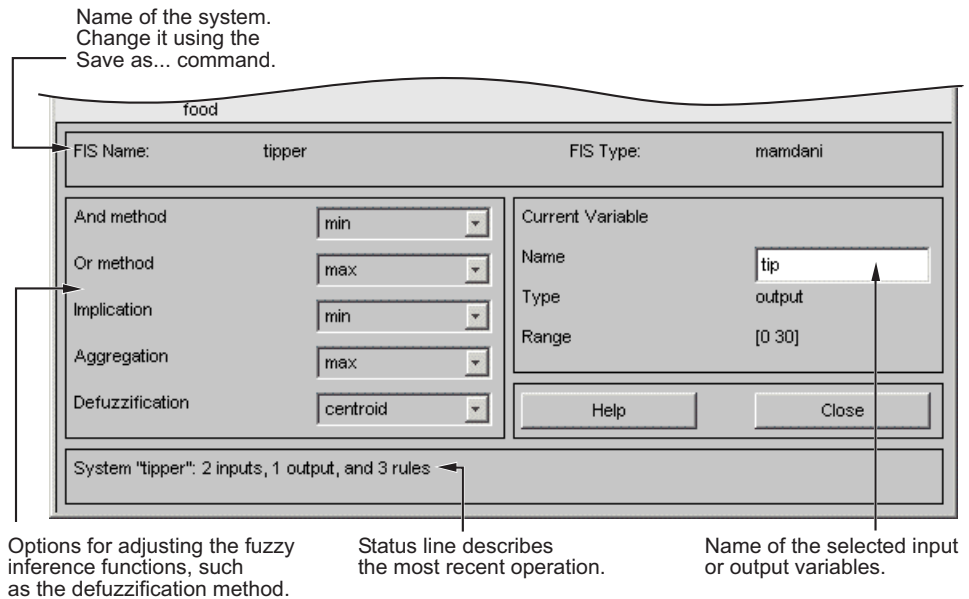 Name of the system.
Change it using the
Save as... command.
food
FIS Name: tipper FIS Type: mamdani
And method min
Or method max
Implication min
Aggregation max
Defuzzification centroid
Current Variable
Name tip
Type output
Range [0 30]
Help Close
System "tipper": 2 inputs, 1 output, and 3 rules
Options for adjusting the fuzzy
inference functions, such
as the defuzzification method.
Status line describes
the most recent operation.
Name of the selected input
or output variables.